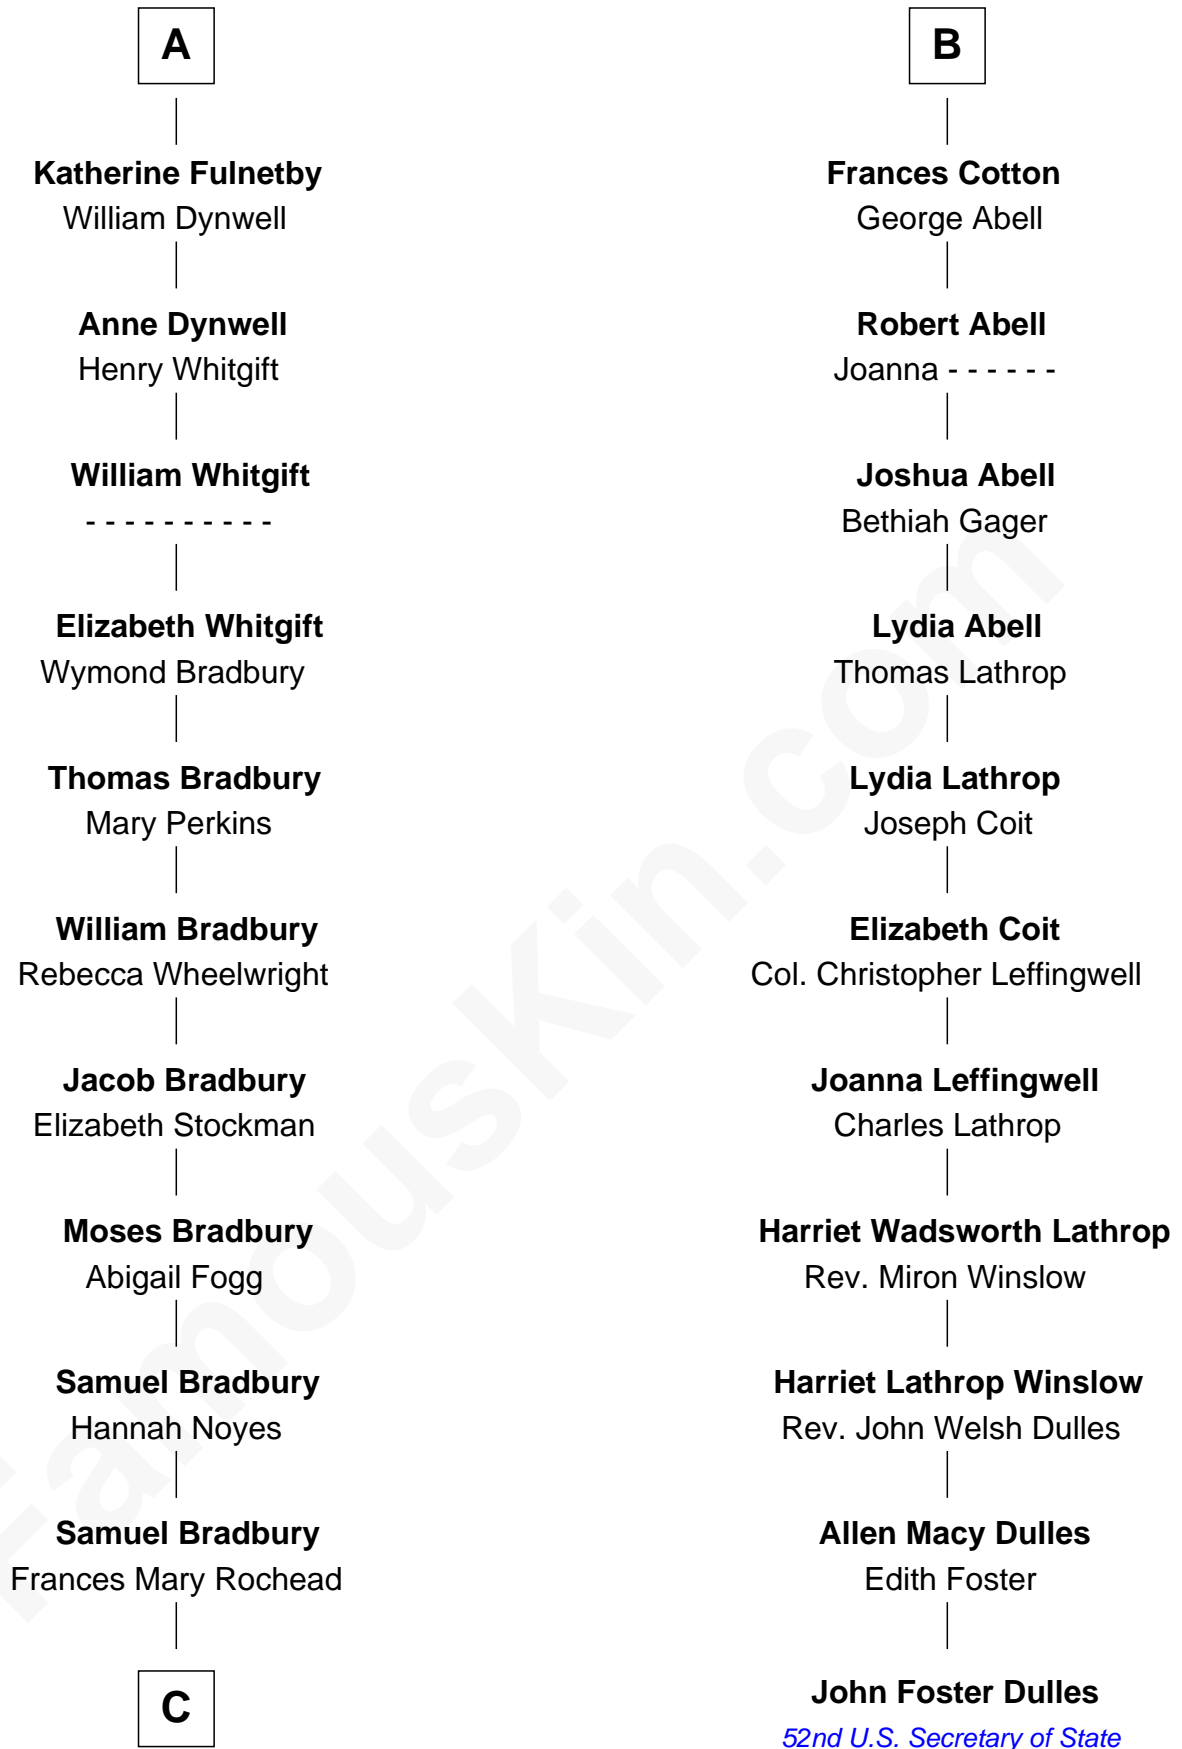 A
Katherine Fulnetby
William Dynwell
Anne Dynwell
Henry Whitgift
William Whitgift
- - - - - - - - - -
Elizabeth Whitgift
Wymond Bradbury
Thomas Bradbury
Mary Perkins
William Bradbury
Rebecca Wheelwright
Jacob Bradbury
Elizabeth Stockman
Moses Bradbury
Abigail Fogg
Samuel Bradbury
Hannah Noyes
Samuel Bradbury
Frances Mary Rochead
C
B
Frances Cotton
George Abell
Robert Abell
Joanna - - - - - -
Joshua Abell
Bethiah Gager
Lydia Abell
Thomas Lathrop
Lydia Lathrop
Joseph Coit
Elizabeth Coit
Col. Christopher Leffingwell
Joanna Leffingwell
Charles Lathrop
Harriet Wadsworth Lathrop
Rev. Miron Winslow
Harriet Lathrop Winslow
Rev. John Welsh Dulles
Allen Macy Dulles
Edith Foster
John Foster Dulles
52nd U.S. Secretary of State
FamousKin.com